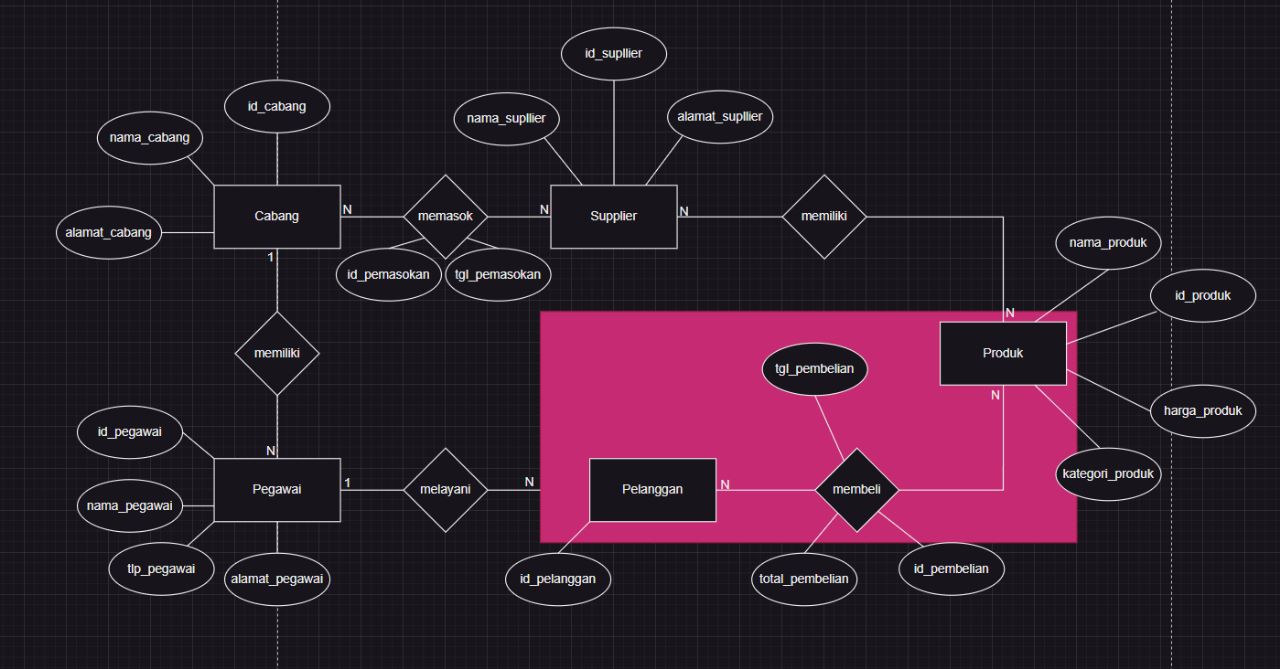 id_supllier
id_cabang
nama_supllier
alamat_supllier
nama_cabang
Cabang
N
memasok
N
Supplier
N
memiliki
alamat_cabang
nama_produk
1
id_pemasokan
tgl_pemasokan
id_produk
N
memiliki
Produk
tgl_pembelian
N
harga_produk
id_pegawai
N
kategori_produk
Pegawai
1
melayani
N
Pelanggan
N
membeli
nama_pegawai
tlp_pegawai
alamat_pegawai
id_pelanggan
total_pembelian
id_pembelian